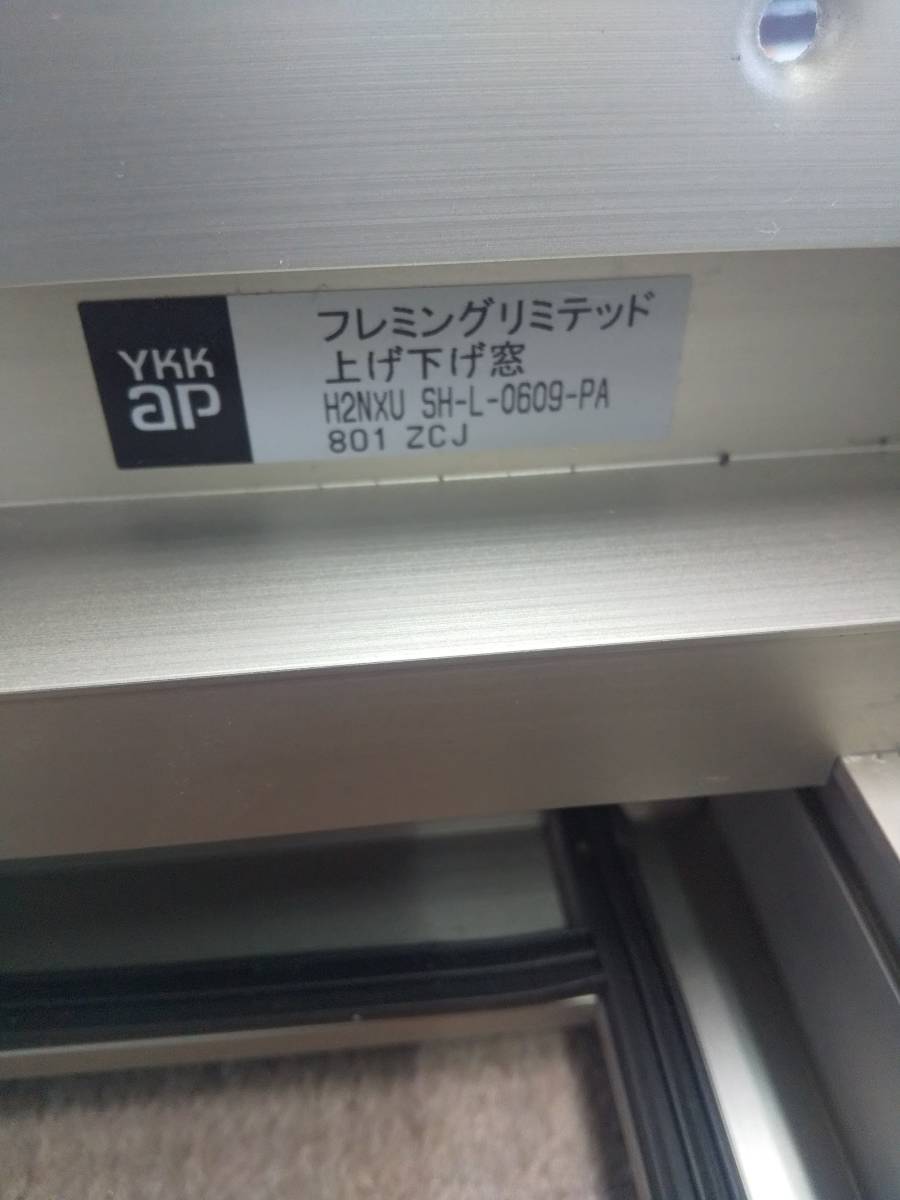 YKK
ap
フレミングリミテッド
上げ下げ窓
H2NXU SH-L-0609-PA
801 ZCJ